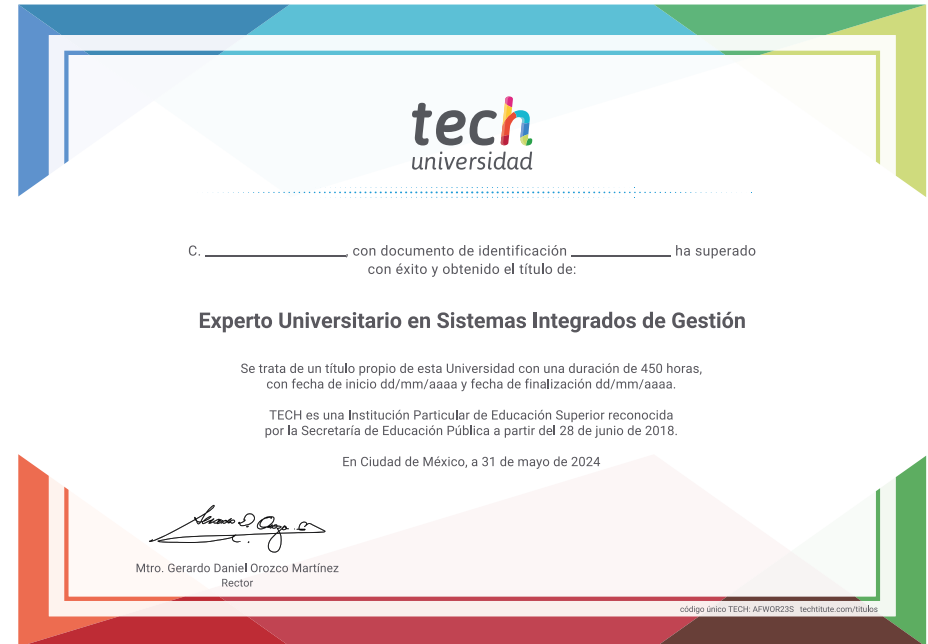 tech
universidad
C. ____________, con documento de identificación ____________ ha superado
con éxito y obtenido el título de:
Experto Universitario en Sistemas Integrados de Gestión
Se trata de un título propio de esta Universidad con una duración de 450 horas,
con fecha de inicio dd/mm/aaaa y fecha de finalización dd/mm/aaaa.
TECH es una Institución Particular de Educación Superior reconocida
por la Secretaría de Educación Pública a partir del 28 de junio de 2018.
En Ciudad de México, a 31 de mayo de 2024
Mtro. Gerardo Daniel Orozco Martínez
Rector
código único TECH: AFWOR23S techtitute.com/titulos